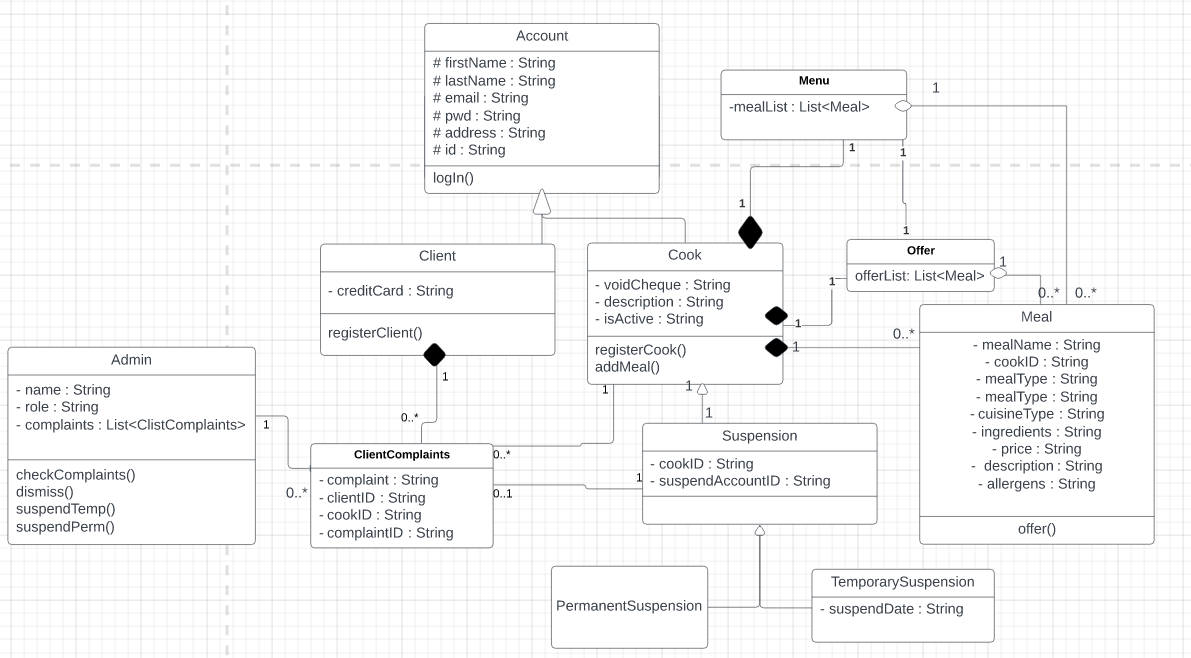 Account
# firstName : String
# lastName : String
# email : String
# pwd : String
# address : String
# id : String
logIn()
Menu
-mealList : List<Meal>
1
1
1
1
1
Offer
offerList: List<Meal>
1
0..*
0..*
Client
- creditCard : String
registerClient()
1
0..*
Cook
- voidCheque : String
- description : String
- isActive : String
registerCook()
addMeal()
1
1
1
0..*
Meal
- mealName : String
- cookID : String
- mealType : String
- mealType : String
- cuisineType : String
- ingredients : String
- price : String
- description : String
- allergens : String
offer()
Admin
- name : String
- role : String
- complaints : List<ClistComplaints>
checkComplaints()
dismiss()
suspendTemp()
suspendPerm()
1
0..*
ClientComplaints
- complaint : String
- clientID : String
- cookID : String
- complaintID : String
1
0..*
0..1
1
1
1
Suspension
- cookID : String
- suspendAccountID : String
PermanentSuspension
TemporarySuspension
- suspendDate : String